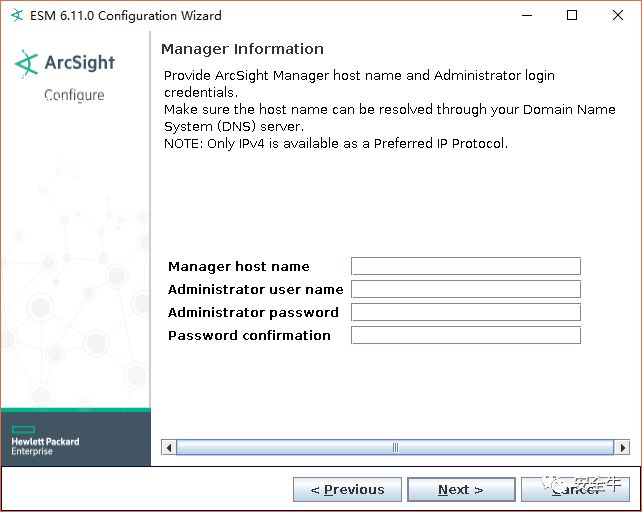 ESM 6.11.0 Configuration Wizard
ArcSight
Configure
Manager Information
Provide ArcSight Manager host name and Administrator login
credentials.
Make sure the host name can be resolved through your Domain Name
System (DNS) server.
NOTE: Only IPv4 is available as a Preferred IP Protocol.
Manager host name
Administrator user name
Administrator password
Password confirmation
Hewlett Packard
Enterprise
< Previous
Next >
Cancel
安全牛